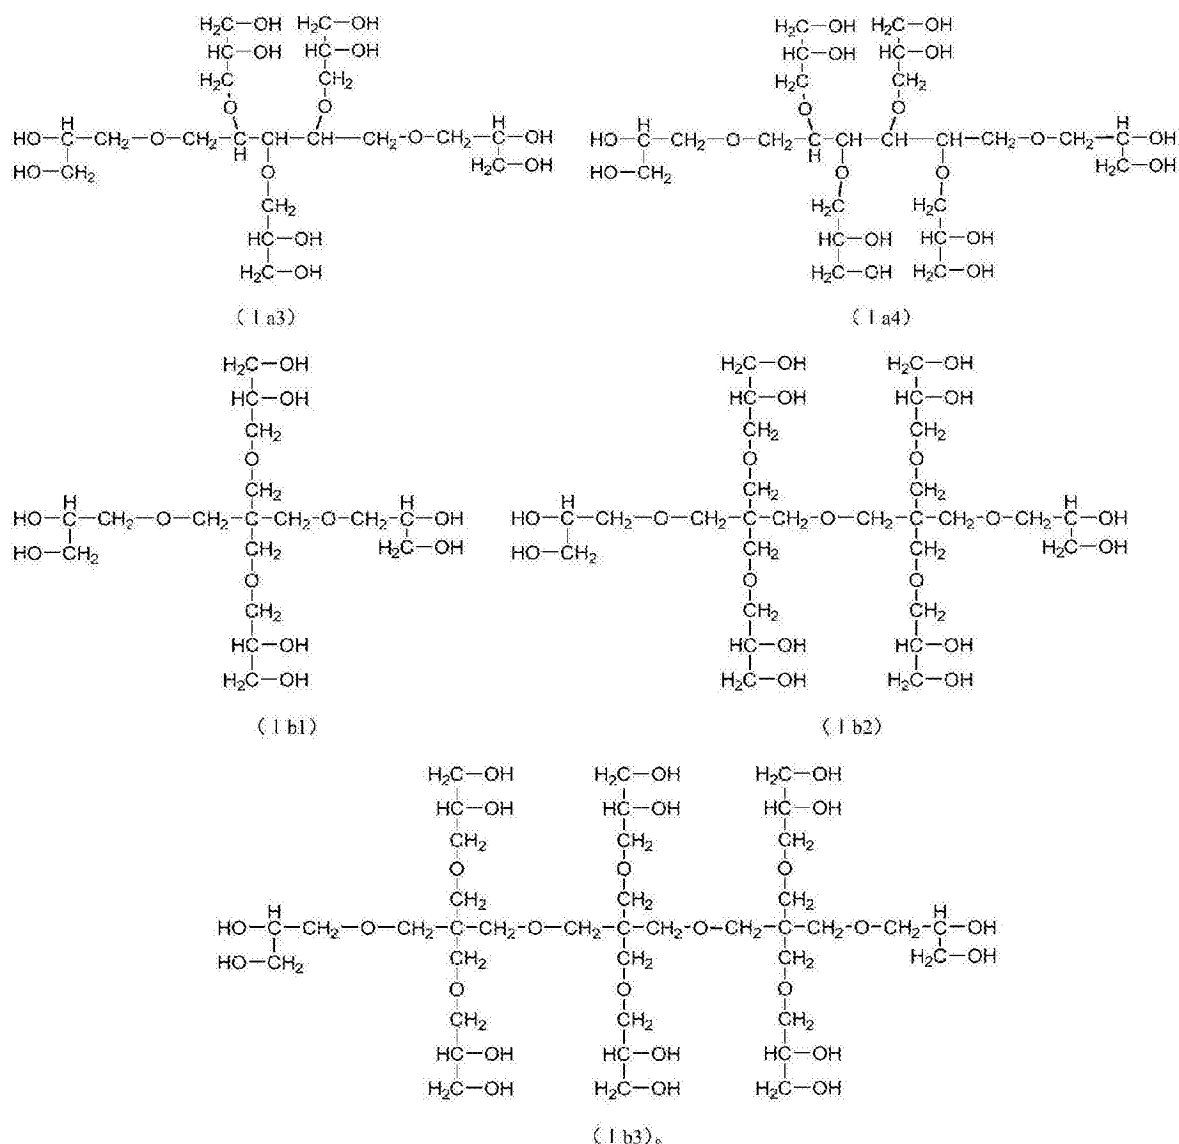 H₂C—OH H₂C—OH H₂C—OH H₂C—OH
HC—OH HC—OH HC—OH HC—OH
H₂C CH₂ H₂C CH₂
O O O O
HO—H—CH₂—O—CH₂—H—CH₂—O—CH₂—H—OH HO—H—CH₂—O—CH₂—H—CH₂—O—CH₂—H—OH
HO—CH₂ O H₂C—OH HO—CH₂ O O H₂C—OH
CH₂ H₂C H₂C
HC—OH HC—OH HC—OH
H₂C—OH H₂C—OH H₂C—OH
（Ⅰa3） （Ⅰa4）
H₂C—OH H₂C—OH H₂C—OH
HC—OH HC—OH HC—OH
CH₂ CH₂ CH₂
O O O
CH₂ CH₂ CH₂
HO—H—CH₂—O—CH₂—CH₂—O—CH₂—H—OH HO—H—CH₂—O—CH₂—CH₂—O—CH₂—CH₂—O—CH₂—H—OH
HO—CH₂ CH₂ H₂C—OH HO—CH₂ CH₂ CH₂ H₂C—OH
O O O
CH₂ CH₂ CH₂
HC—OH HC—OH HC—OH
H₂C—OH H₂C—OH H₂C—OH
（Ⅰb1） （Ⅰb2）
H₂C—OH H₂C—OH H₂C—OH
HC—OH HC—OH HC—OH
CH₂ CH₂ CH₂
O O O
CH₂ CH₂ CH₂
HO—H—CH₂—O—CH₂—CH₂—O—CH₂—CH₂—O—CH₂—CH₂—O—CH₂—H—OH
HO—CH₂ CH₂ CH₂ CH₂ H₂C—OH
O O O
CH₂ CH₂ CH₂
HC—OH HC—OH HC—OH
H₂C—OH H₂C—OH H₂C—OH
（Ⅰb3）。